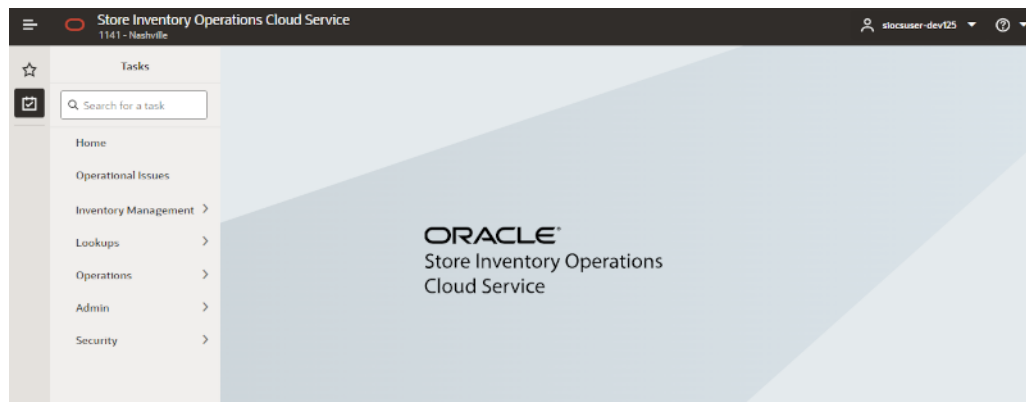 Store Inventory Operations Cloud Service
1141 - Nashville
siocsuser-dev125
Tasks
Search for a task
Home
Operational Issues
Inventory Management
Lookups
Operations
Admin
Security
ORACLE
Store Inventory Operations
Cloud Service